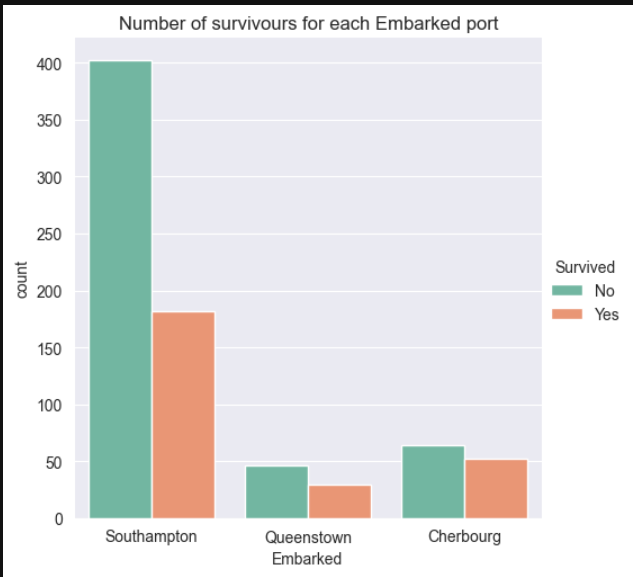 Number of survivours for each Embarked port
count
400
350
300
250
200
150
100
50
0
Southampton
Queenstown
Cherbourg
Embarked
Survived
No
Yes